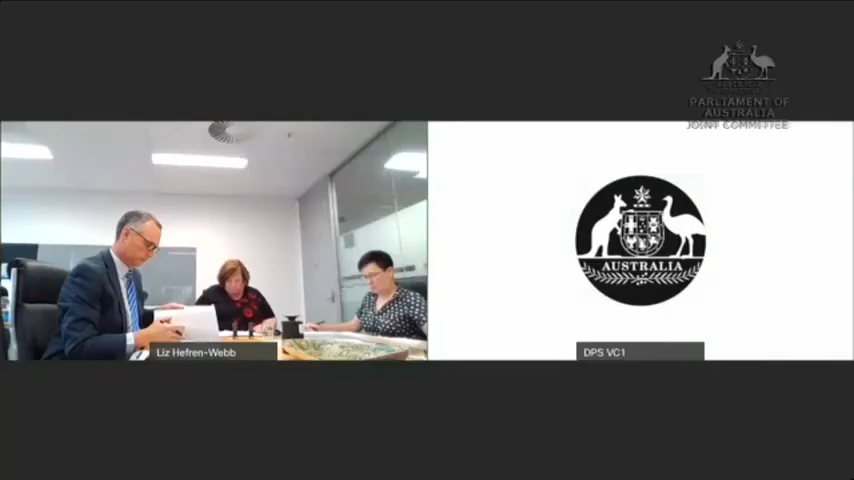 PARLIAMENT OF
AUSTRALIA
JOINT COMMITTEE
AUSTRALIA
Liz Hefren-Webb
DPS VC1